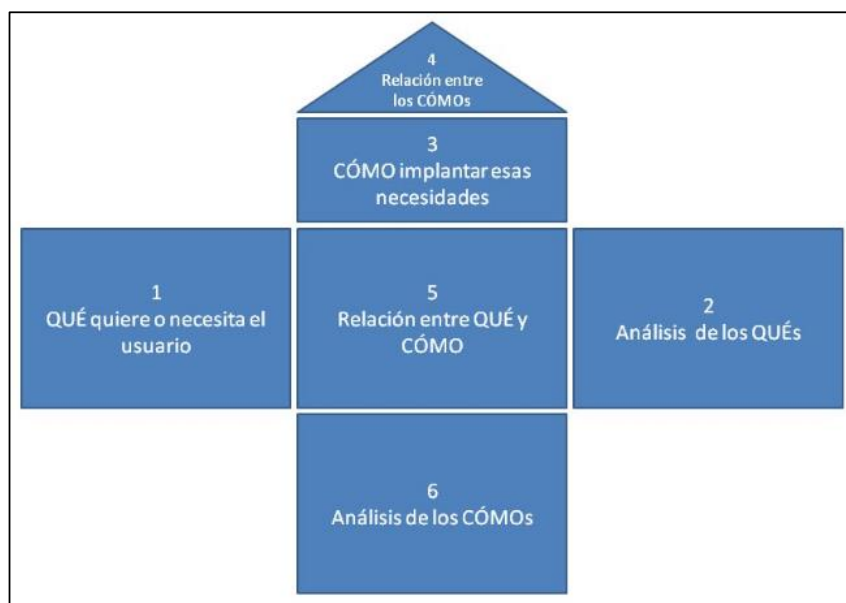 4
Relación entre
los CÓMOs
3
CÓMO implantar esas
necesidades
1
QUÉ quiere o necesita el
usuario
5
Relación entre QUÉ y
CÓMO
2
Análisis de los QUÉs
6
Análisis de los CÓMOs